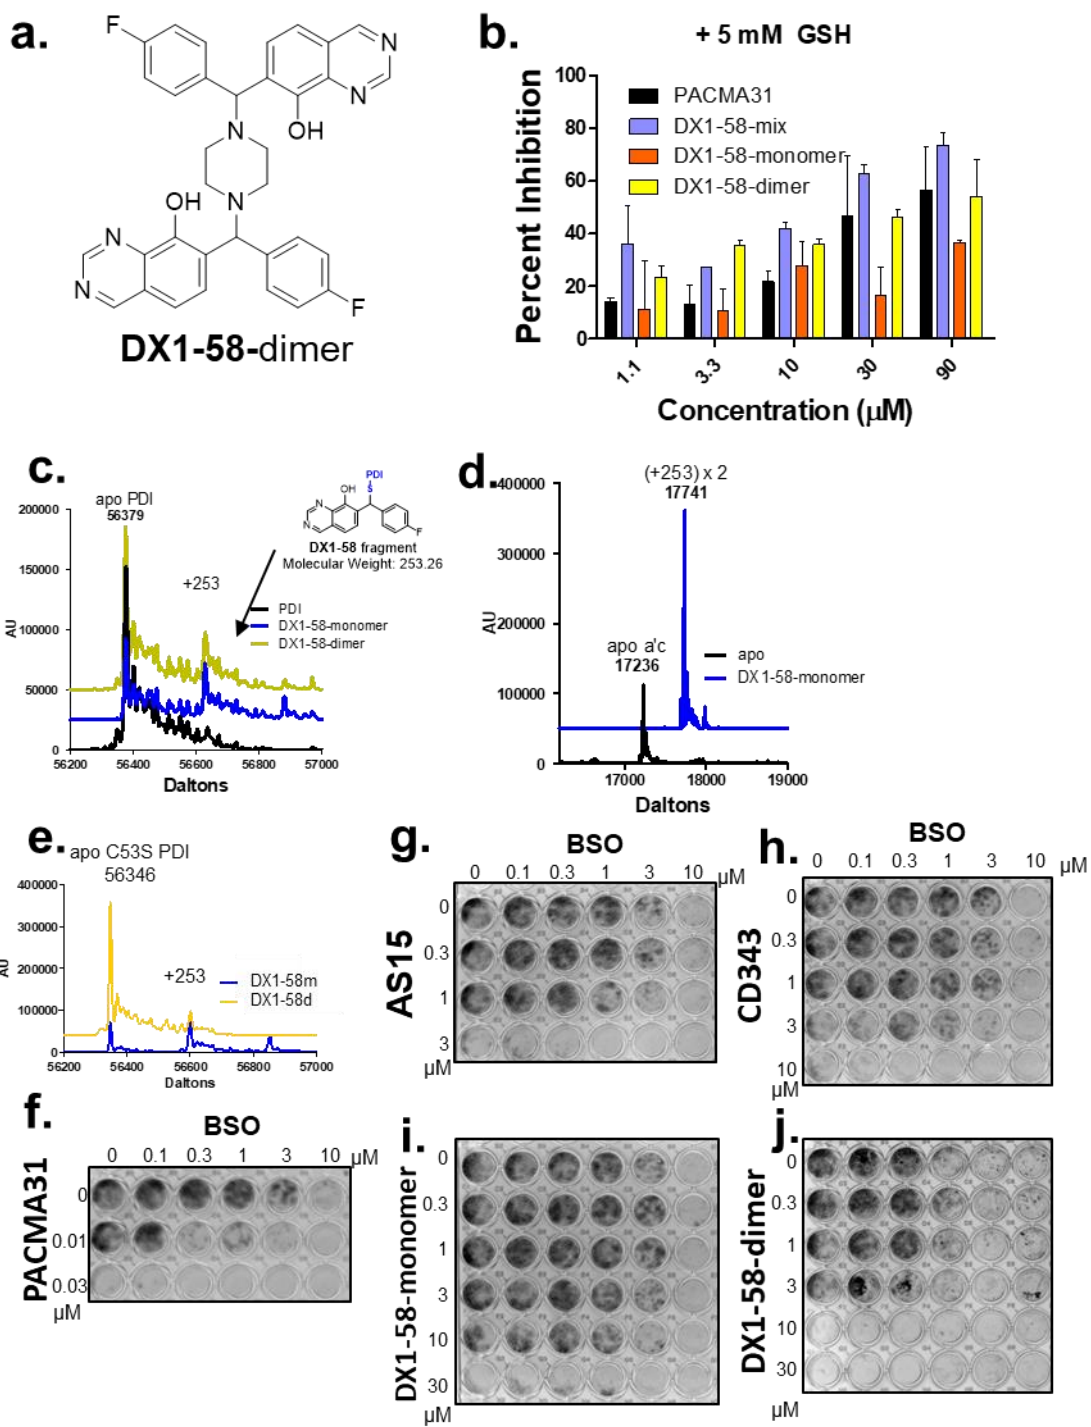 a.
F
N
N
OH
N
N
OH
N
N
F
DX1-58-dimer
b.
+ 5 mM GSH
Percent Inhibition
100
80
60
40
20
0
PACMA31
DX1-58-mix
DX1-58-monomer
DX1-58-dimer
1.1
3.3
10
30
90
Concentration (μM)
c.
apo PDI
56379
200000
150000
100000
50000
0
AU
+253
PDI
S
OH
N
N
F
DX1-58 fragment
Molecular Weight: 253.26
PDI
DX1-58-monomer
DX1-58-dimer
56200
56400
56600
56800
57000
Daltons
d.
(+253) x 2
17741
400000
300000
200000
100000
0
AU
apo a'c
17236
apo
DX1-58-monomer
17000
18000
19000
Daltons
e.
apo C53S PDI
56346
400000
300000
200000
100000
0
AU
+253
DX1-58m
DX1-58d
56200
56400
56600
56800
57000
Daltons
f.
BSO
0 0.1 0.3 1 3 10 μM
PACMA31
0
0.01
0.03
μM
g.
BSO
0 0.1 0.3 1 3 10 μM
AS15
0
0.3
1
3
μM
h.
BSO
0 0.1 0.3 1 3 10 μM
CD343
0
0.3
1
3
10
μM
i.
DX1-58-monomer
0
0.3
1
3
10
30
μM
j.
DX1-58-dimer
0
0.3
1
3
10
30
μM